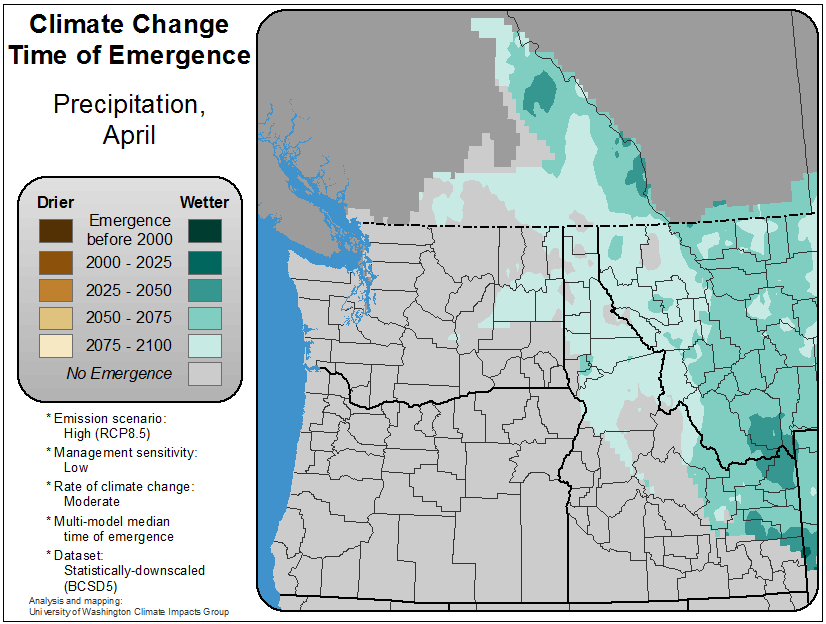 Climate Change
Time of Emergence
Precipitation,
April
Drier Wetter
Emergence
before 2000
2000 - 2025
2025 - 2050
2050 - 2075
2075 - 2100
No Emergence
* Emission scenario:
High (RCP8.5)
* Management sensitivity:
Low
* Rate of climate change:
Moderate
* Multi-model median
time of emergence
* Dataset:
Statistically-downscaled
(BCSD5)
Analysis and mapping:
University of Washington Climate Impacts Group